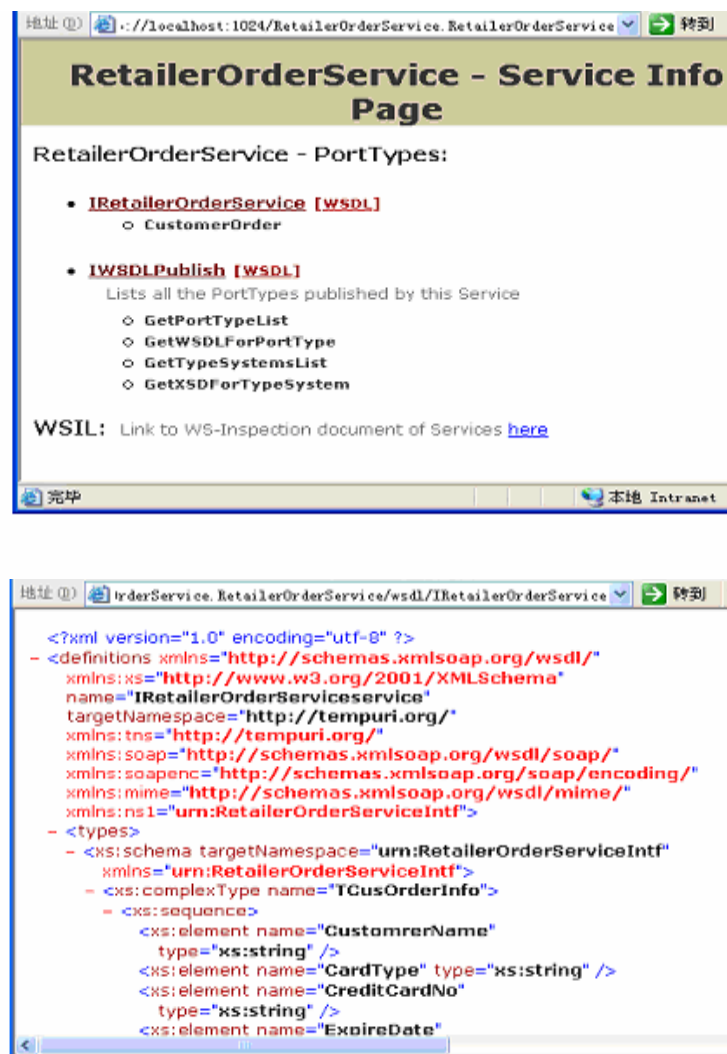 地址(D) ://localhost:1024/RetailerOrderService.RetailerOrderService 转到
RetailerOrderService - Service Info
Page
RetailerOrderService - PortTypes:
IRetailerOrderService [WSDL]
CustomerOrder
IWSDLPublish [WSDL]
Lists all the PortTypes published by this Service
GetPortTypeList
GetWSDLForPortType
GetTypeSystemsList
GetXSDForTypeSystem
WSIL: Link to WS-Inspection document of Services here
完毕 本地 Intranet
地址(D) rderService.RetailerOrderService/wsdl/IRetailerOrderService 转到
<?xml version="1.0" encoding="utf-8" ?>
- <definitions xmlns="http://schemas.xmlsoap.org/wsdl/"
xmlns:xs="http://www.w3.org/2001/XMLSchema"
name="IRetailerOrderServiceservice"
targetNamespace="http://tempuri.org/"
xmlns:tns="http://tempuri.org/"
xmlns:soap="http://schemas.xmlsoap.org/wsdl/soap/"
xmlns:soapenc="http://schemas.xmlsoap.org/soap/encoding/"
xmlns:mime="http://schemas.xmlsoap.org/wsdl/mime/"
xmlns:ns1="urn:RetailerOrderServiceIntf">
- <types>
- <xs:schema targetNamespace="urn:RetailerOrderServiceIntf"
xmlns="urn:RetailerOrderServiceIntf">
- <xs:complexType name="TCusOrderInfo">
- <xs:sequence>
<xs:element name="CustomrerName"
type="xs:string" />
<xs:element name="CardType" type="xs:string" />
<xs:element name="CreditCardNo"
type="xs:string" />
<xs:element name="ExpireDate"